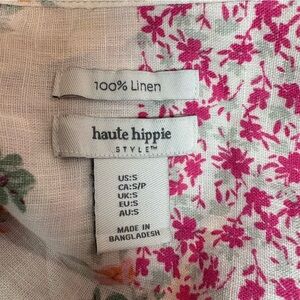 100% Linen
haute hippie
STYLE™
US:S
CA:S/P
UK:S
EU:S
AU:S
MADE IN
BANGLADESH